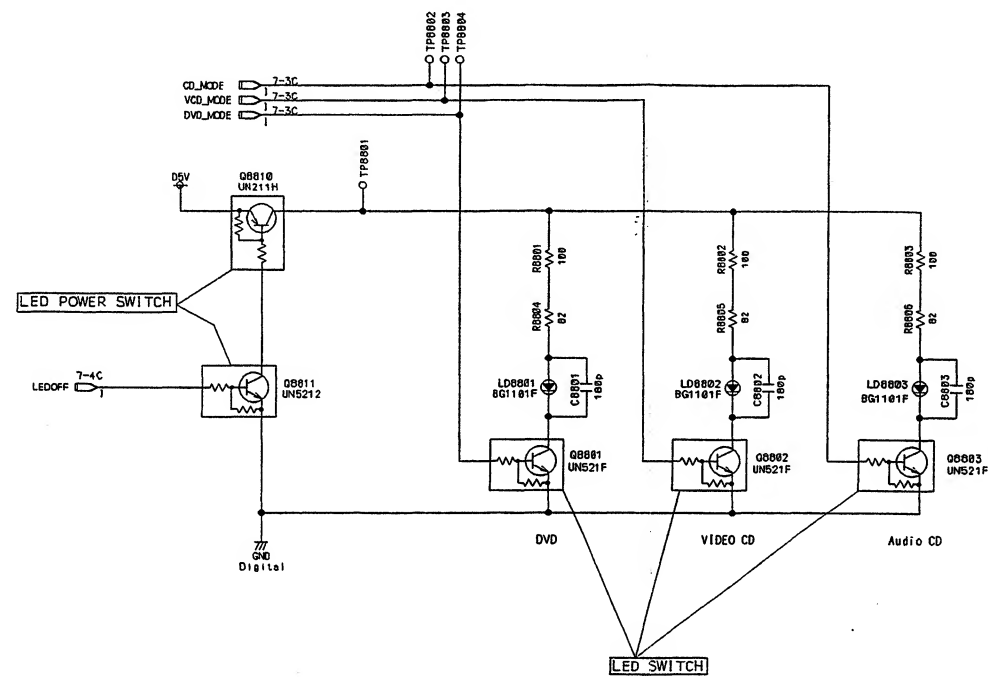 TP8802
TP8803
TP8804
CD_MODE 7-3C
1
VCD_MODE 7-3C
1
DVD_MODE 7-3C
1
TP8801
D5V
Q8810
UN211H
R8801
100
R8802
100
R8803
100
LED POWER SWITCH
R8804
82
R8805
82
R8806
82
LEDOFF 7-4C
1
Q8811
UN5212
LD8801
BG1101F
C8801
180p
LD8802
BG1101F
C8802
180p
LD8803
BG1101F
C8803
180p
Q8801
UN521F
Q8802
UN521F
Q8803
UN521F
GND
Digital
DVD
VIDEO CD
Audio CD
LED SWITCH